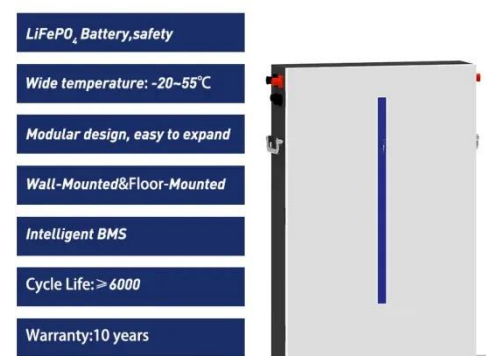 LiFePO₄ Battery,safety
Wide temperature: -20~55℃
Modular design, easy to expand
Wall-Mounted&Floor-Mounted
Intelligent BMS
Cycle Life:≥6000
Warranty:10 years